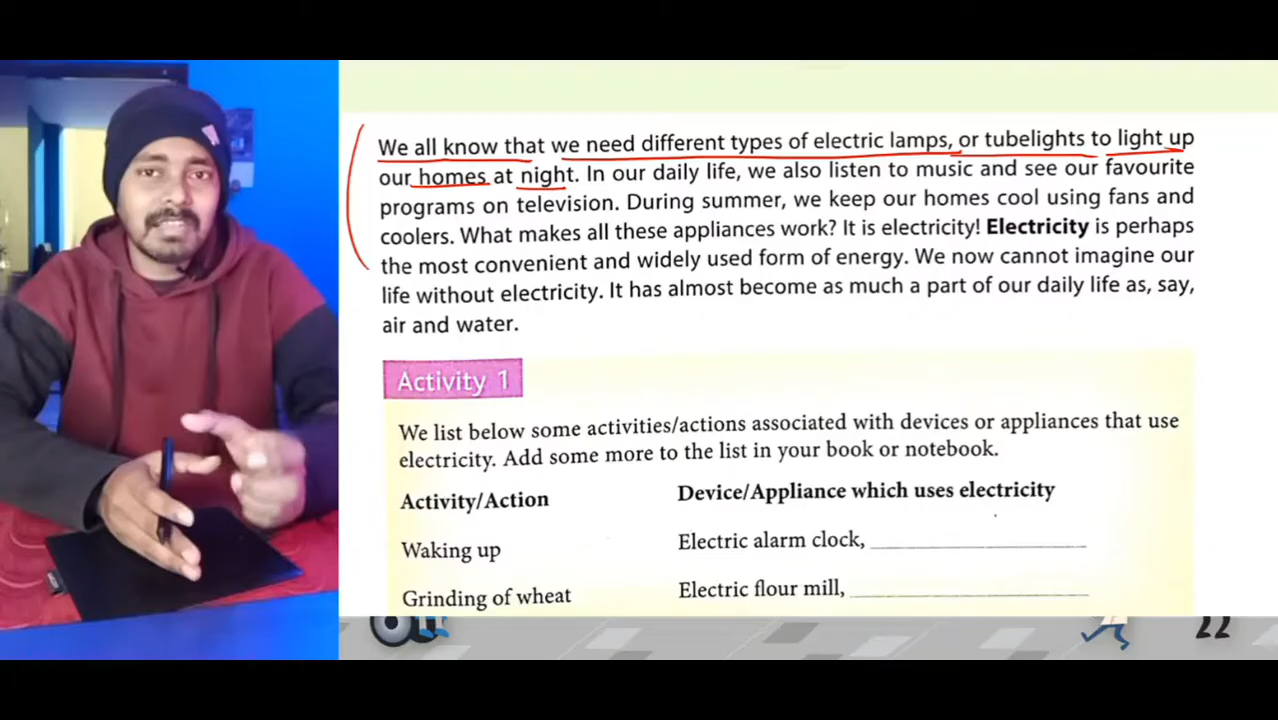 We all know that we need different types of electric lamps, or tubelights to light up
our homes at night. In our daily life, we also listen to music and see our favourite
programs on television. During summer, we keep our homes cool using fans and
coolers. What makes all these appliances work? It is electricity! Electricity is perhaps
the most convenient and widely used form of energy. We now cannot imagine our
life without electricity. It has almost become as much a part of our daily life as, say,
air and water.
Activity 1
We list below some activities/actions associated with devices or appliances that use
electricity. Add some more to the list in your book or notebook.
Activity/Action Device/Appliance which uses electricity
Waking up Electric alarm clock,
Grinding of wheat Electric flour mill,